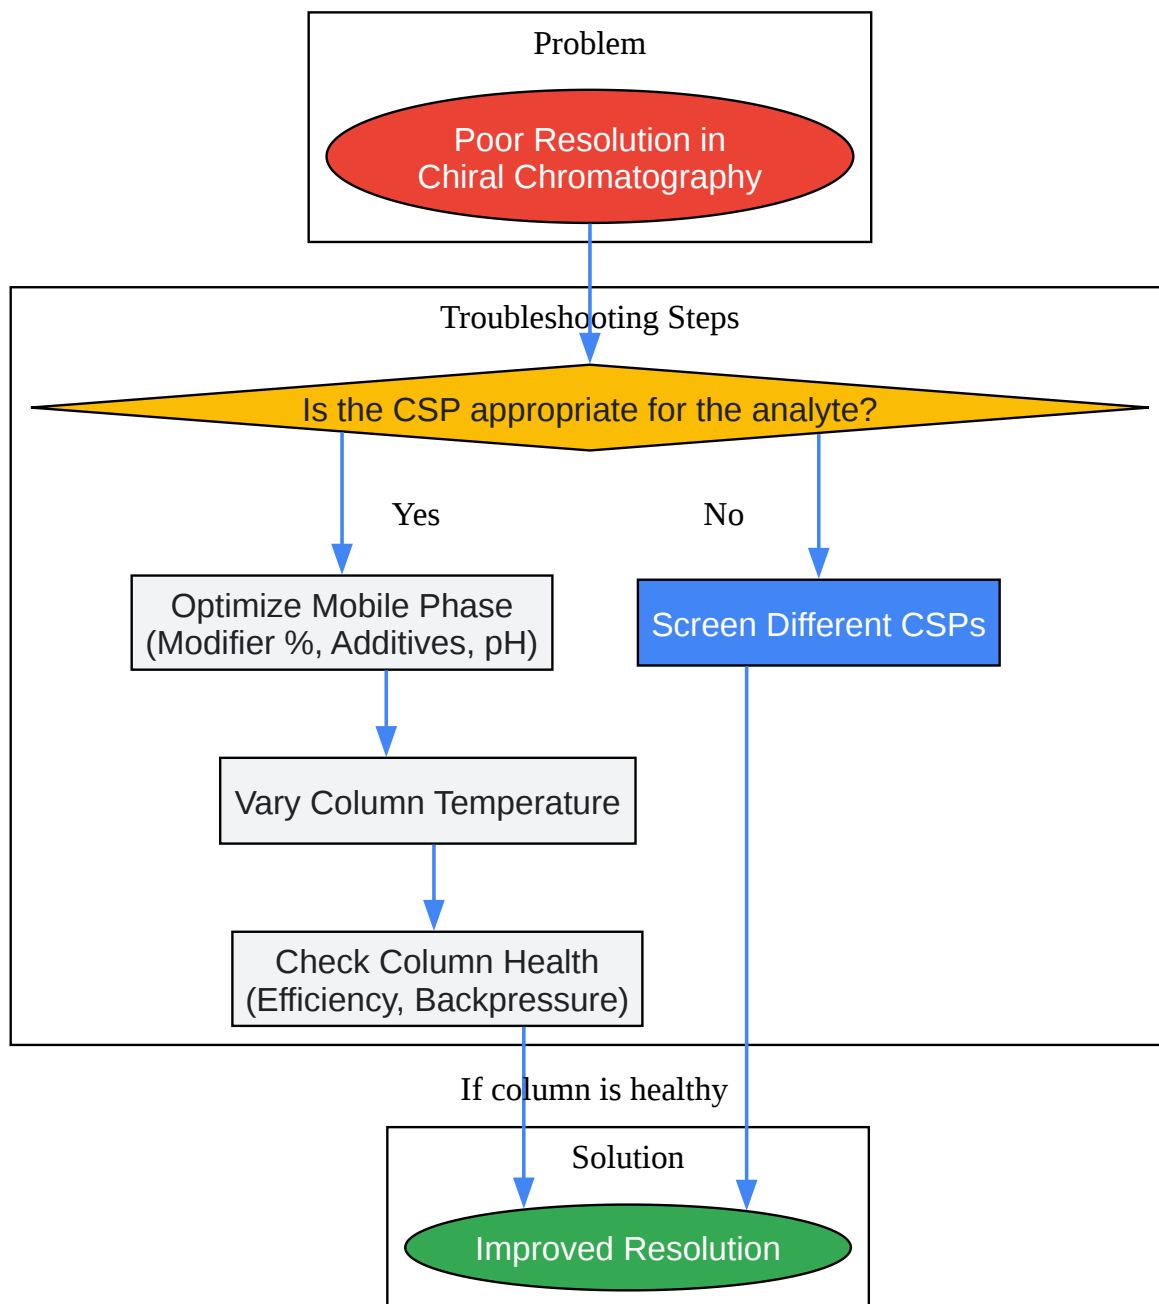 Problem
Poor Resolution in
Chiral Chromatography
Troubleshooting Steps
Is the CSP appropriate for the analyte?
Yes
No
Optimize Mobile Phase
(Modifier %, Additives, pH)
Screen Different CSPs
Vary Column Temperature
Check Column Health
(Efficiency, Backpressure)
If column is healthy
Solution
Improved Resolution